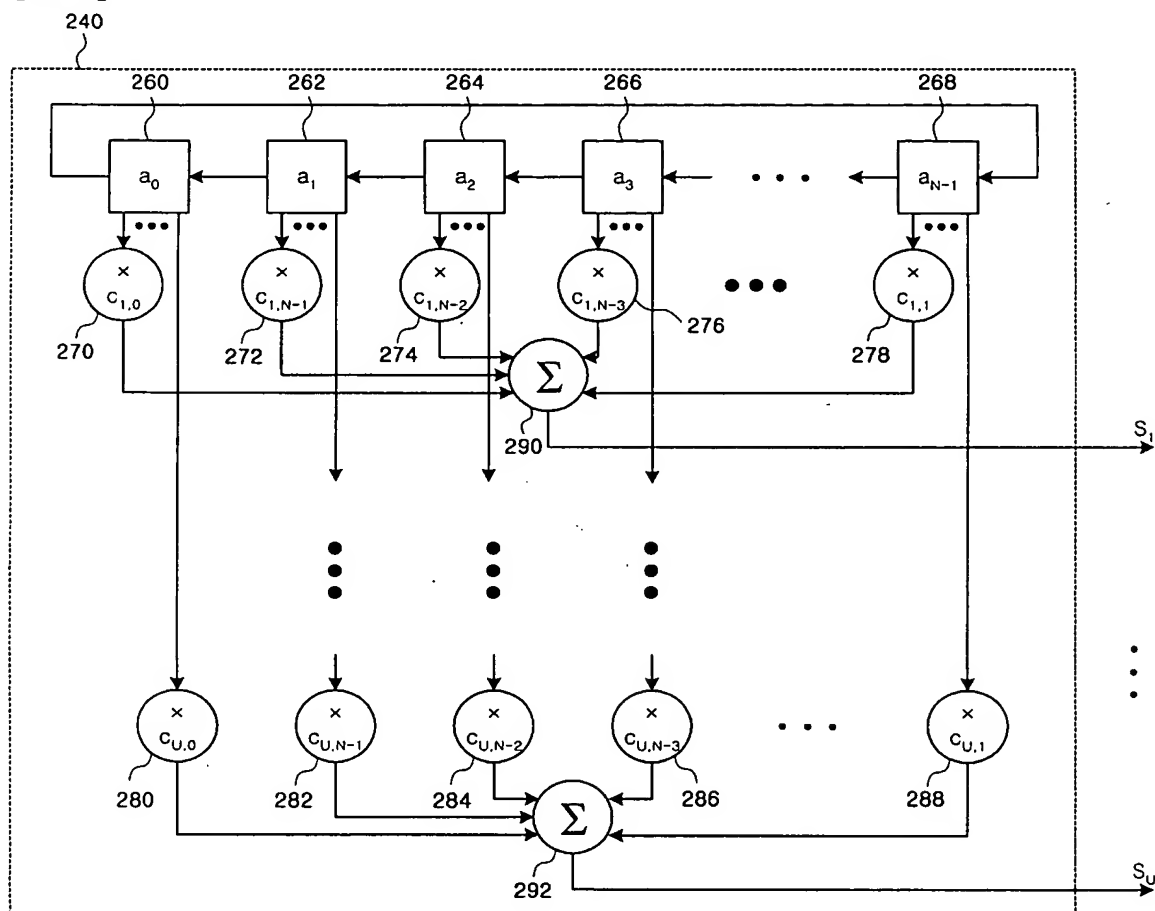 240
260 262 264 266 268
a0 a1 a2 a3 ... aN-1
... ... ... ... ...
× × × × ×
C1,0 C1,N-1 C1,N-2 C1,N-3 ... C1,1
270 272 274 276 278
Σ
290
S1
× × × × ×
CU,0 CU,N-1 CU,N-2 CU,N-3 ... CU,1
280 282 284 286 288
Σ
292
SU